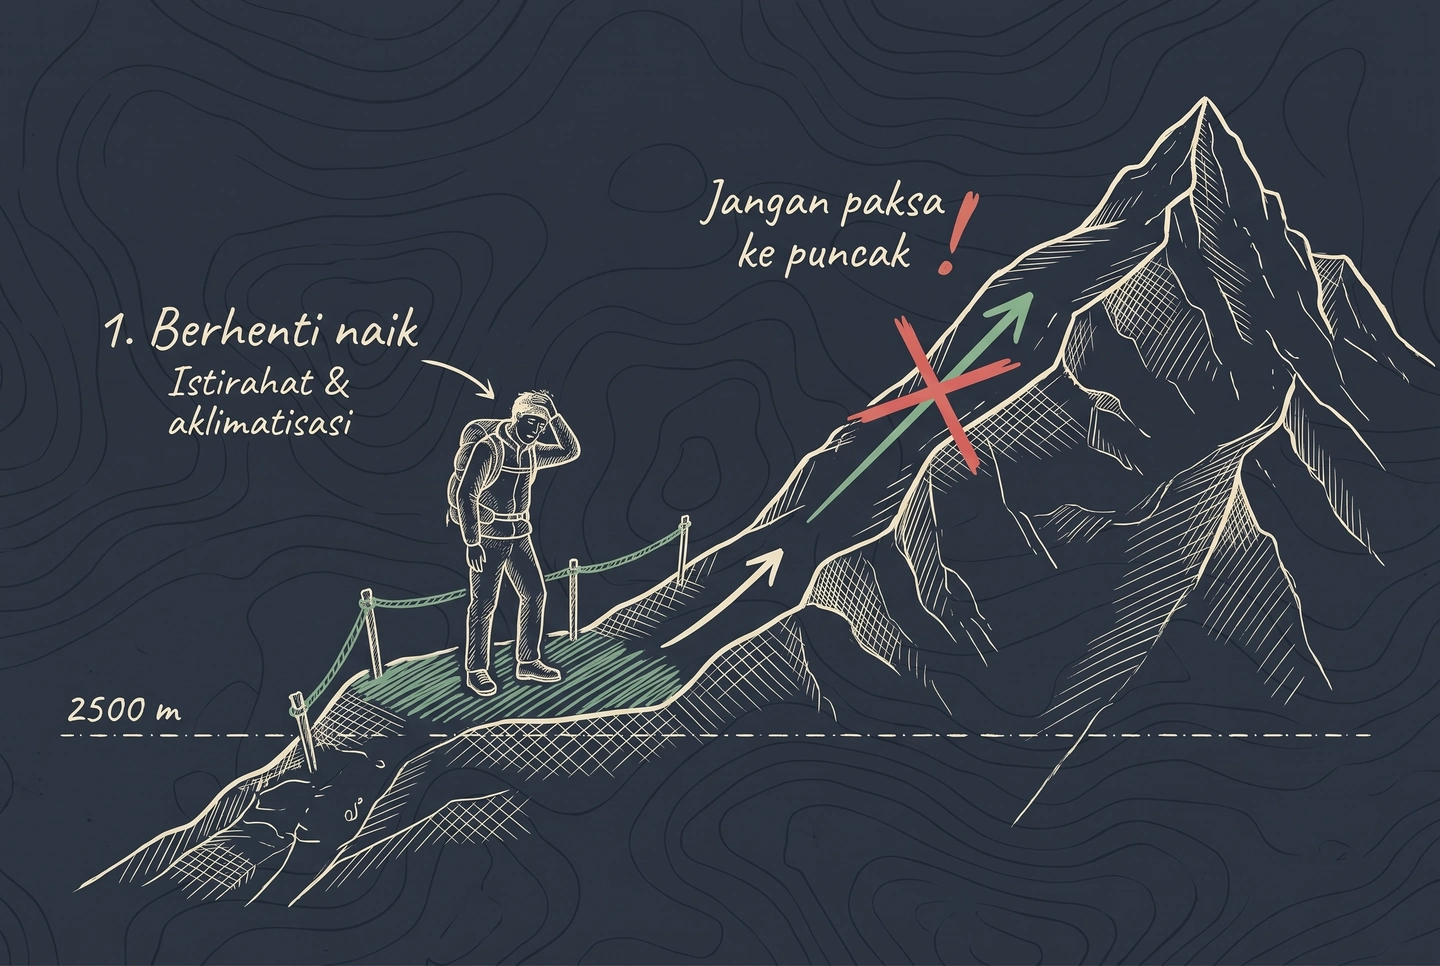 Jangan paksa !
ke puncak
1. Berhenti naik
Istirahat &
aklimatisasi
2500 m